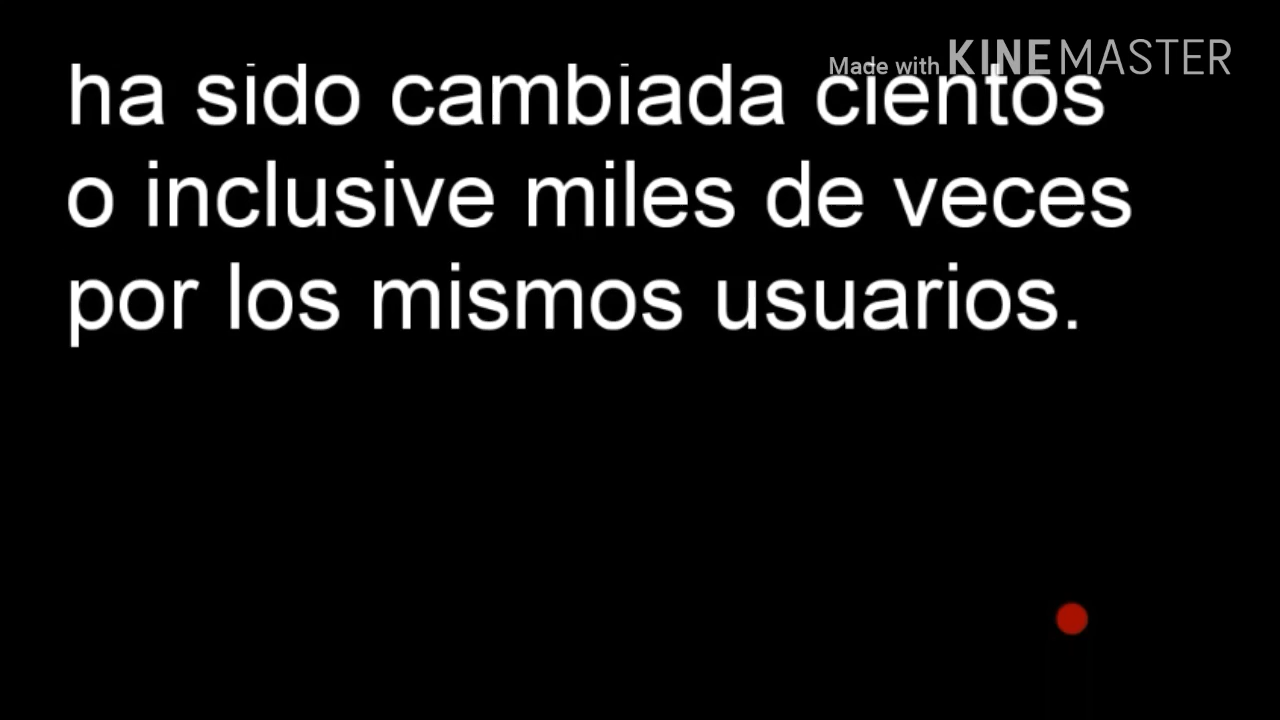 Made with KINEMASTER
ha sido cambiada cientos
o inclusive miles de veces
por los mismos usuarios.